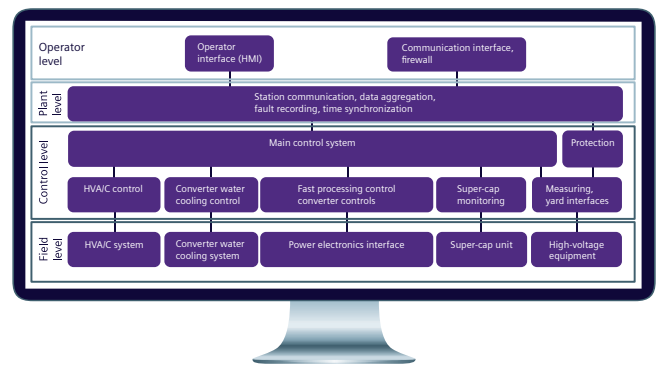 Operator
level
Operator
interface (HMI)
Communication interface,
firewall
Plant
level
Station communication, data aggregation,
fault recording, time synchronization
Control level
Main control system
Protection
HVA/C control
Converter water
cooling control
Fast processing control
converter controls
Super-cap
monitoring
Measuring,
yard interfaces
Field
level
HVA/C system
Converter water
cooling system
Power electronics interface
Super-cap unit
High-voltage
equipment